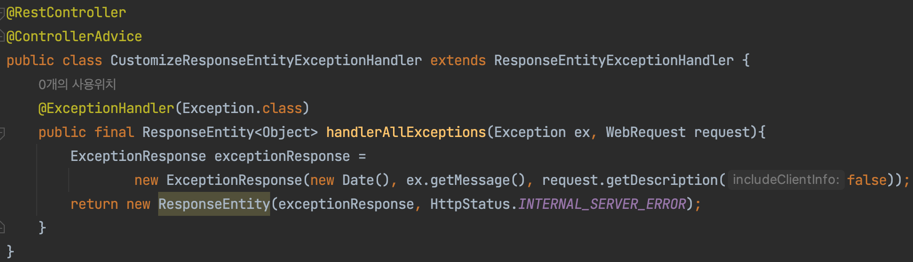 @RestController
@ControllerAdvice
public class CustomizeResponseEntityExceptionHandler extends ResponseEntityExceptionHandler {
0개의 사용위치
@ExceptionHandler(Exception.class)
public final ResponseEntity<Object> handlerAllExceptions(Exception ex, WebRequest request){
ExceptionResponse exceptionResponse =
new ExceptionResponse(new Date(), ex.getMessage(), request.getDescription( includeClientInfo: false));
return new ResponseEntity(exceptionResponse, HttpStatus.INTERNAL_SERVER_ERROR);
}
}